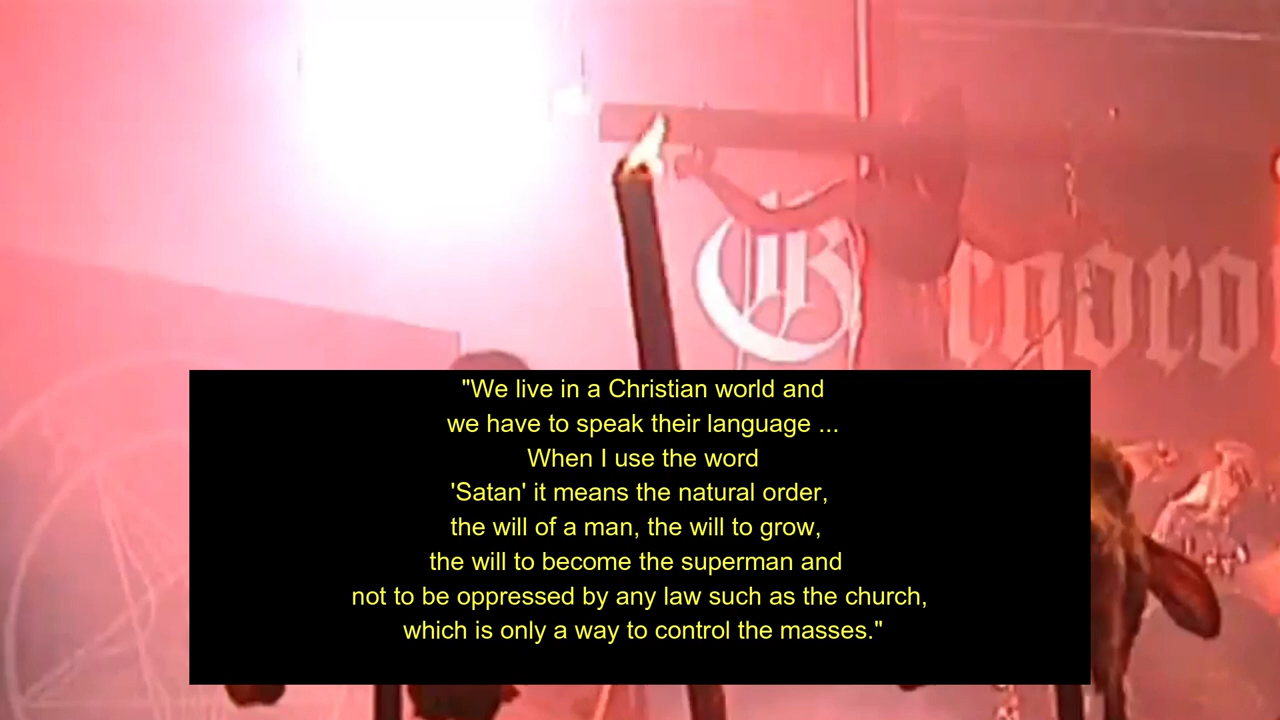 Gorgoro
"We live in a Christian world and
we have to speak their language ...
When I use the word
'Satan' it means the natural order,
the will of a man, the will to grow,
the will to become the superman and
not to be oppressed by any law such as the church,
which is only a way to control the masses."